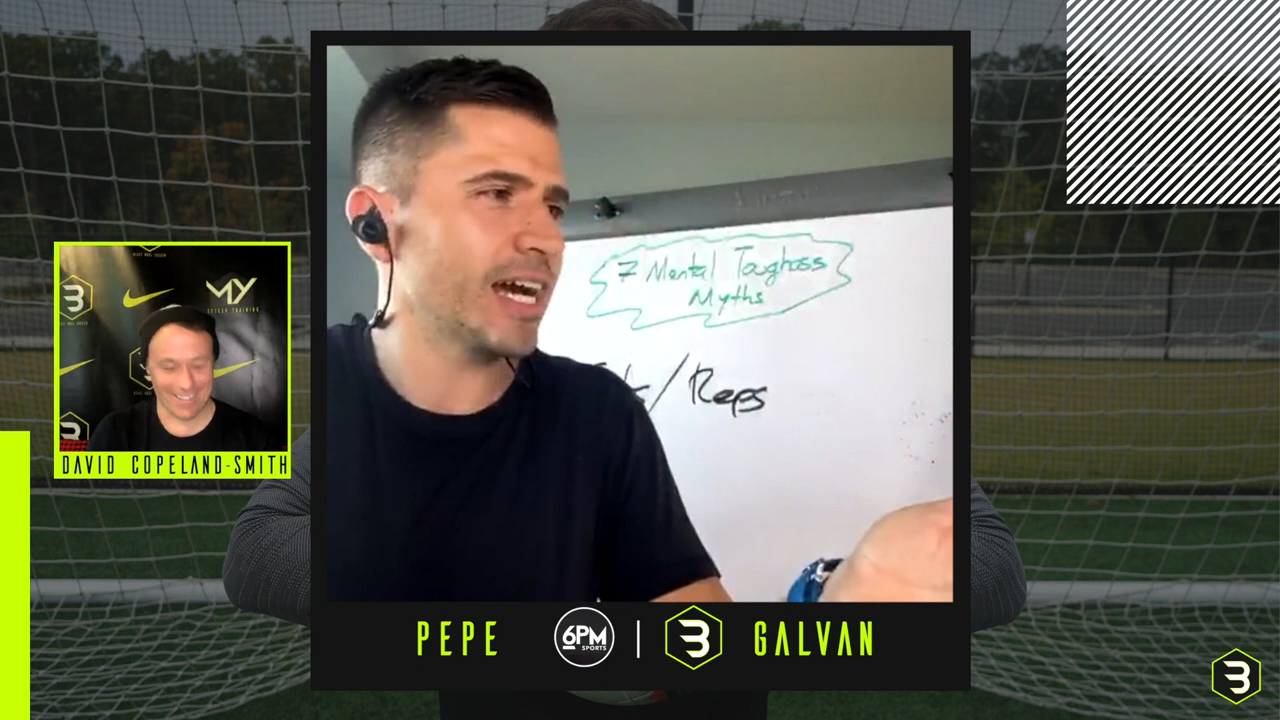 7 Mental Toughness
Myths
/Reps
MY
SOCCER TRAINING
DAVID COPELAND-SMITH
PEPE
6PM
SPORTS
GALVAN